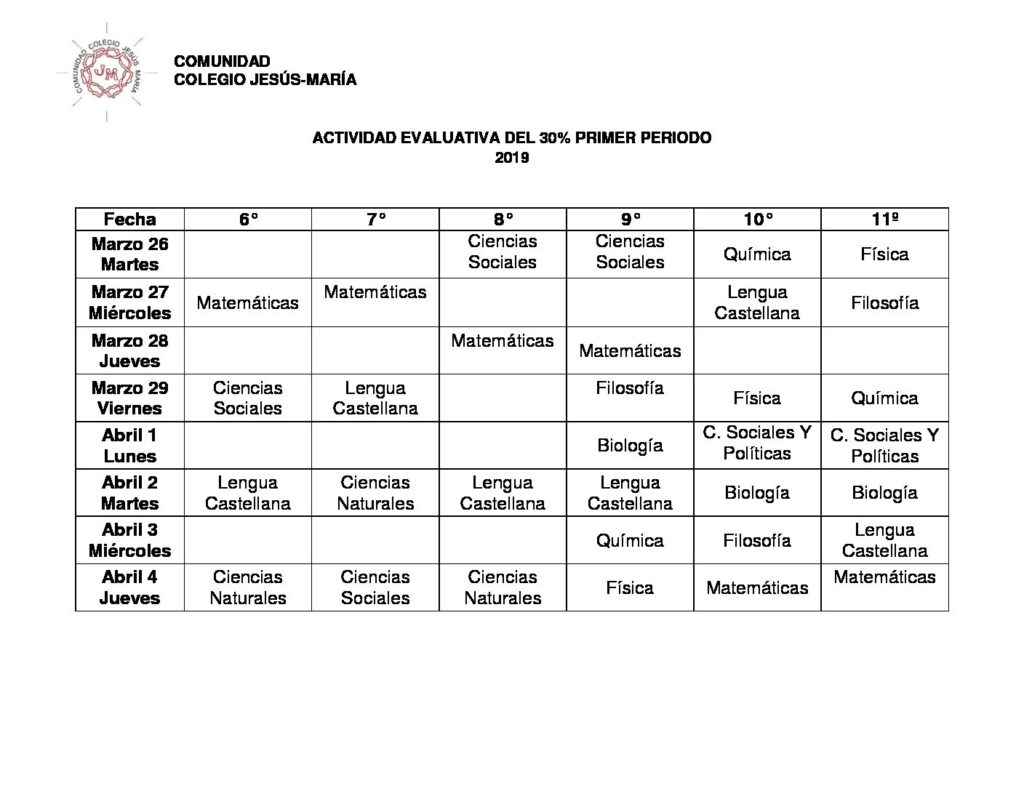 COMUNIDAD COLEGIO JESÚS MARÍA
JM
COMUNIDAD
COLEGIO JESÚS-MARÍA
ACTIVIDAD EVALUATIVA DEL 30% PRIMER PERIODO
2019
Fecha 6° 7° 8° 9° 10° 11º
Marzo 26 Martes Ciencias Sociales Ciencias Sociales Química Física
Marzo 27 Miércoles Matemáticas Matemáticas Lengua Castellana Filosofía
Marzo 28 Jueves Matemáticas Matemáticas
Marzo 29 Viernes Ciencias Sociales Lengua Castellana Filosofía Física Química
Abril 1 Lunes Biología C. Sociales Y Políticas C. Sociales Y Políticas
Abril 2 Martes Lengua Castellana Ciencias Naturales Lengua Castellana Lengua Castellana Biología Biología
Abril 3 Miércoles Química Filosofía Lengua Castellana
Abril 4 Jueves Ciencias Naturales Ciencias Sociales Ciencias Naturales Física Matemáticas Matemáticas